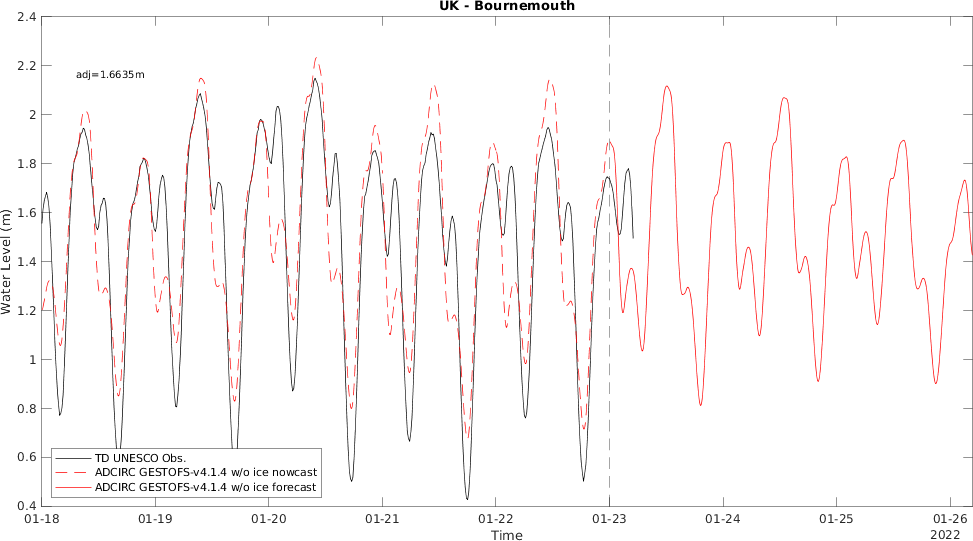 UK - Bournemouth
2.4
2.2
2
1.8
1.6
1.4
1.2
1
0.8
0.6
0.4
Water Level (m)
adj=1.6635m
TD UNESCO Obs.
ADCIRC GESTOFS-v4.1.4 w/o ice nowcast
ADCIRC GESTOFS-v4.1.4 w/o ice forecast
01-18 01-19 01-20 01-21 01-22 01-23 01-24 01-25 01-26
Time
2022